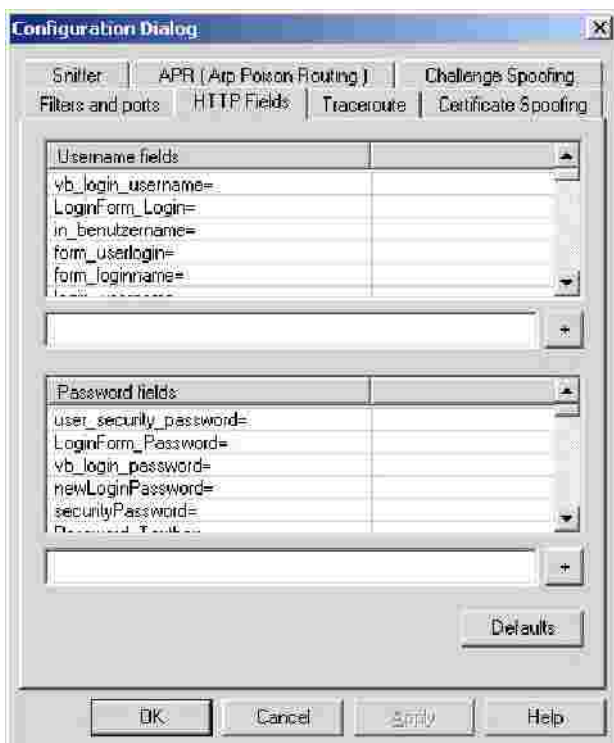 Configuration Dialog
Sniffer
APR ( Arp Poison Routing )
Challenge Spoofing
Filters and ports
HTTP Fields
Traceroute
Certificate Spoofing
Username fields
vb_login_username=
LoginForm_Login=
in_benutzername=
form_userlogin=
form_loginname=
+
Password fields
user_security_password=
LoginForm_Password=
vb_login_password=
newLoginPassword=
securityPassword=
+
Defaults
OK
Cancel
Apply
Help